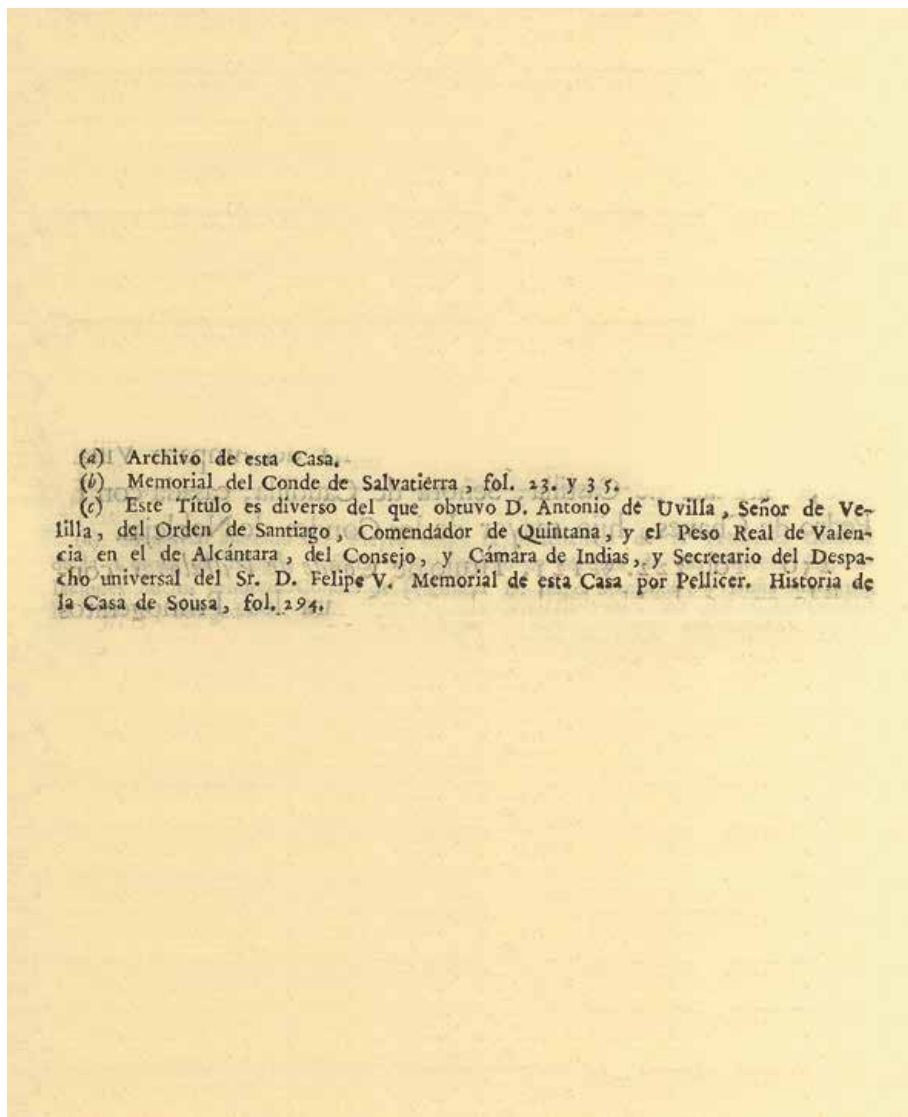 (a) Archivo de esta Casa.
(b) Memorial del Conde de Salvatierra, fol. 23. y 35.
(c) Este Título es diverso del que obtuvo D. Antonio de Uvilla, Señor de Ve-
lilla, del Orden de Santiago, Comendador de Quintana, y el Peso Real de Valen-
cia en el de Alcántara, del Consejo, y Cámara de Indias, y Secretario del Despa-
cho universal del Sr. D. Felipe V. Memorial de esta Casa por Pellicer. Historia de
la Casa de Sousa, fol. 294.